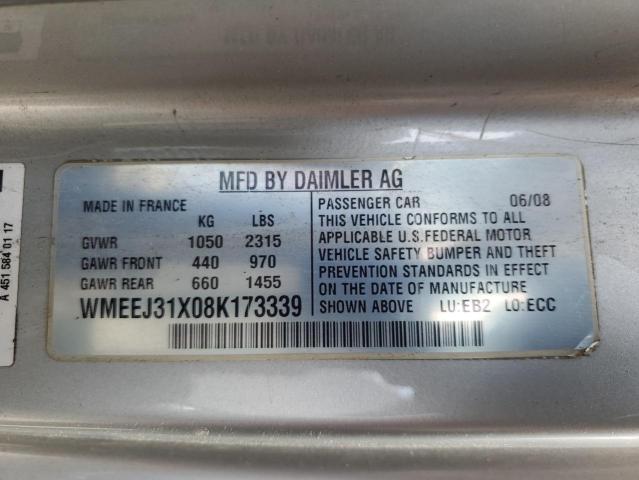 MFD BY DAIMLER AG
MADE IN FRANCE
KG LBS
GVWR 1050 2315
GAWR FRONT 440 970
GAWR REAR 660 1455
WMEEJ31X08K173339
PASSENGER CAR 06/08
THIS VEHICLE CONFORMS TO ALL
APPLICABLE U.S.FEDERAL MOTOR
VEHICLE SAFETY BUMPER AND THEFT
PREVENTION STANDARDS IN EFFECT
ON THE DATE OF MANUFACTURE
SHOWN ABOVE LU:EB2 LO:ECC
A 451 584 01 17